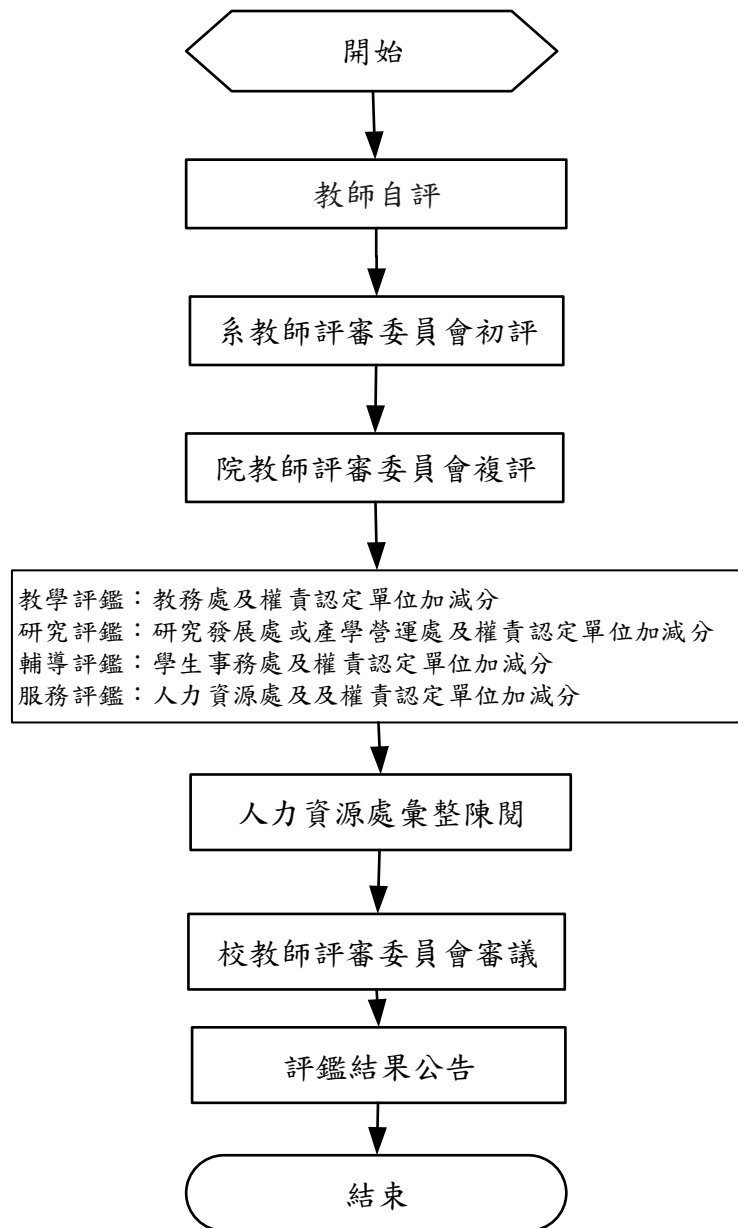 開始
教師自評
系教師評審委員會初評
院教師評審委員會複評
教學評鑑：教務處及權責認定單位加減分
研究評鑑：研究發展處或產學營運處及權責認定單位加減分
輔導評鑑：學生事務處及權責認定單位加減分
服務評鑑：人力資源處及及權責認定單位加減分
人力資源處彙整陳閱
校教師評審委員會審議
評鑑結果公告
結束